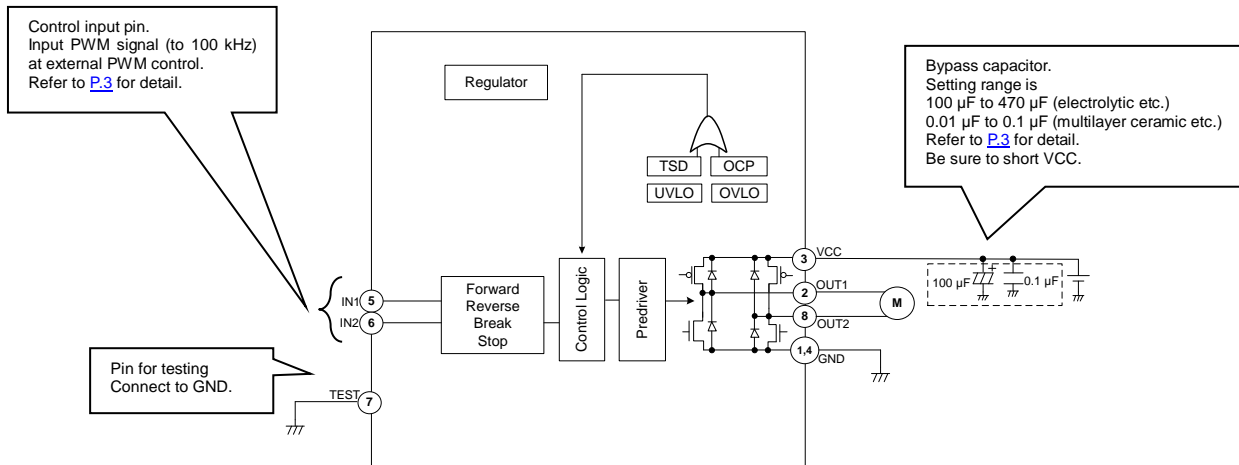 Control input pin.
Input PWM signal (to 100 kHz)
at external PWM control.
Refer to P.3 for detail.
Regulator
TSD
OCP
UVLO
OVLO
Bypass capacitor.
Setting range is
100 µF to 470 µF (electrolytic etc.)
0.01 µF to 0.1 µF (multilayer ceramic etc.)
Refer to P.3 for detail.
Be sure to short VCC.
IN1 5
IN2 6
Forward
Reverse
Break
Stop
Control Logic
Predriver
3 VCC
2 OUT1
8 OUT2
1,4 GND
M
100 µF
+
0.1 µF
Pin for testing
Connect to GND.
TEST 7